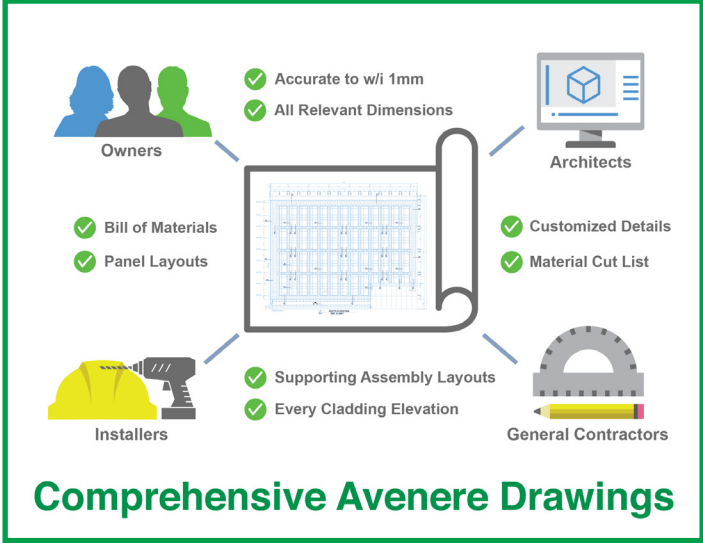 Accurate to w/i 1mm
All Relevant Dimensions
Owners
Architects
Bill of Materials
Panel Layouts
Customized Details
Material Cut List
Supporting Assembly Layouts
Every Cladding Elevation
Installers
General Contractors
Comprehensive Avenere Drawings